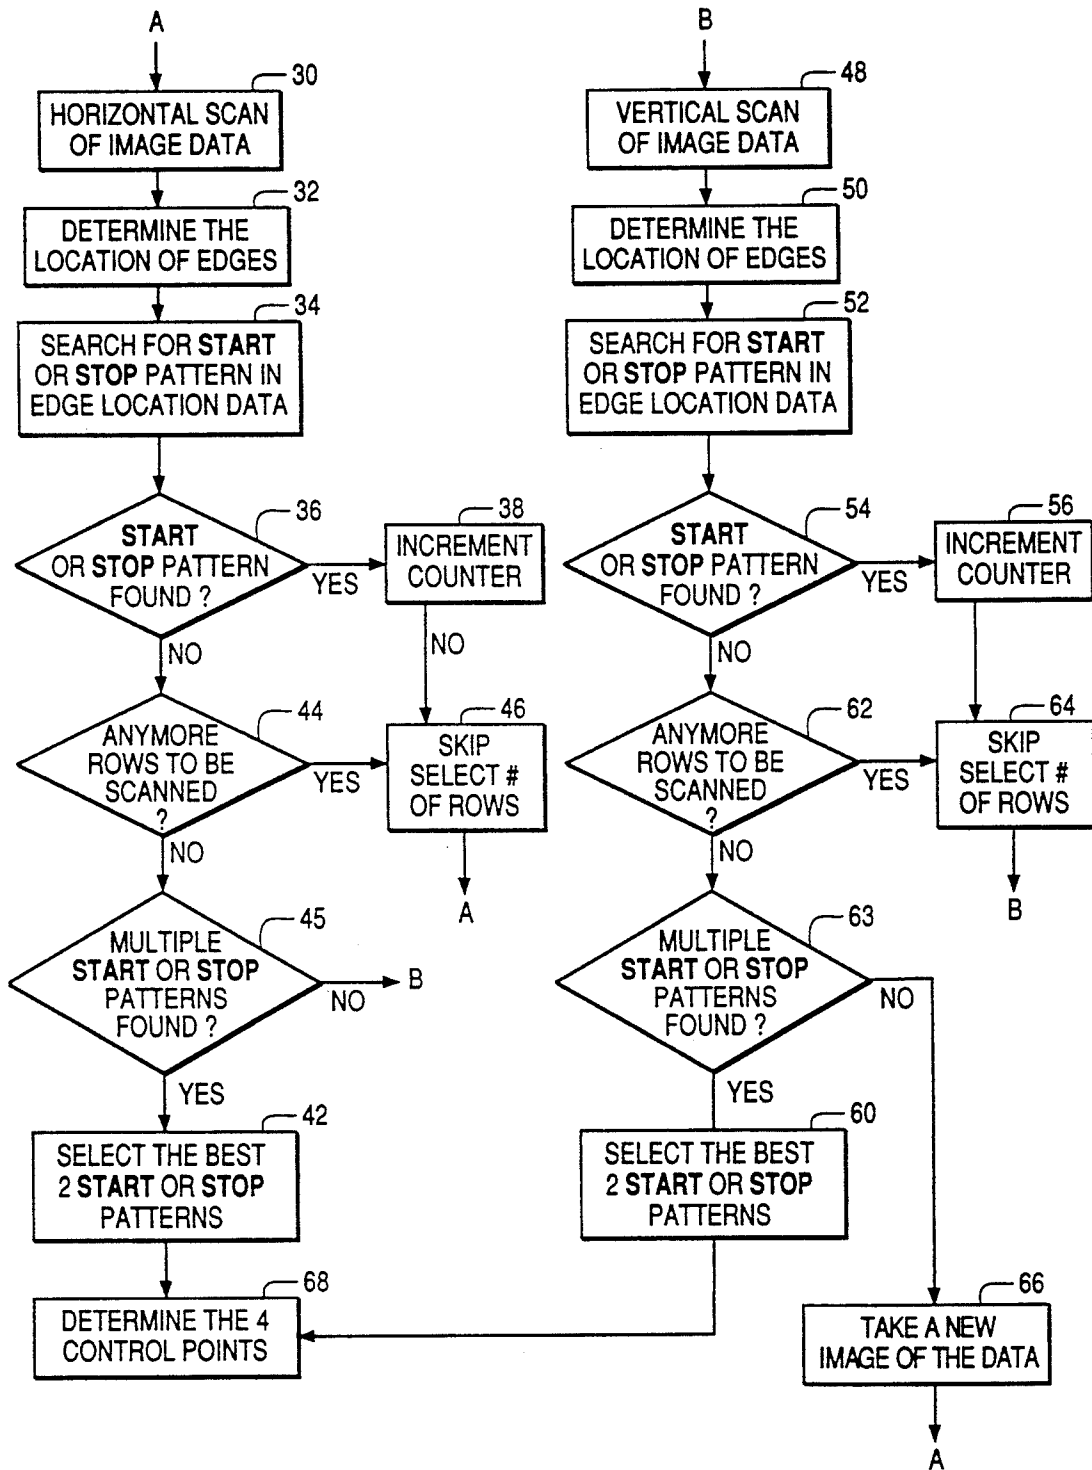 A
30
HORIZONTAL SCAN
OF IMAGE DATA
32
DETERMINE THE
LOCATION OF EDGES
34
SEARCH FOR START
OR STOP PATTERN IN
EDGE LOCATION DATA
36
START
OR STOP PATTERN
FOUND ?
YES
38
INCREMENT
COUNTER
NO
NO
44
ANYMORE
ROWS TO BE
SCANNED
?
YES
46
SKIP
SELECT #
OF ROWS
A
NO
45
MULTIPLE
START OR STOP
PATTERNS
FOUND ?
NO
B
YES
42
SELECT THE BEST
2 START OR STOP
PATTERNS
68
DETERMINE THE 4
CONTROL POINTS
B
48
VERTICAL SCAN
OF IMAGE DATA
50
DETERMINE THE
LOCATION OF EDGES
52
SEARCH FOR START
OR STOP PATTERN IN
EDGE LOCATION DATA
54
START
OR STOP PATTERN
FOUND ?
YES
56
INCREMENT
COUNTER
NO
62
ANYMORE
ROWS TO BE
SCANNED
?
YES
64
SKIP
SELECT #
OF ROWS
B
NO
63
MULTIPLE
START OR STOP
PATTERNS
FOUND ?
NO
YES
60
SELECT THE BEST
2 START OR STOP
PATTERNS
66
TAKE A NEW
IMAGE OF THE DATA
A